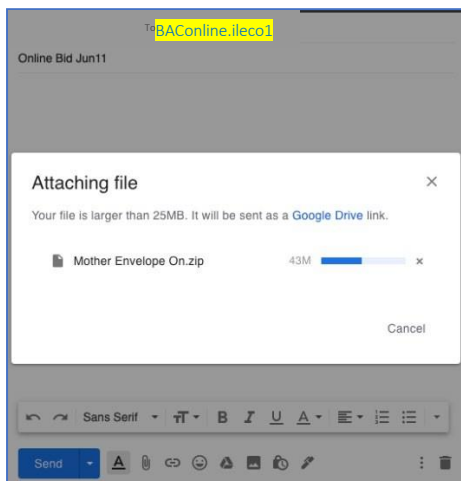 To BAConline.ileco1
Online Bid Jun11
Attaching file
Your file is larger than 25MB. It will be sent as a Google Drive link.
Mother Envelope On.zip 43M
Cancel
Sans Serif
Send